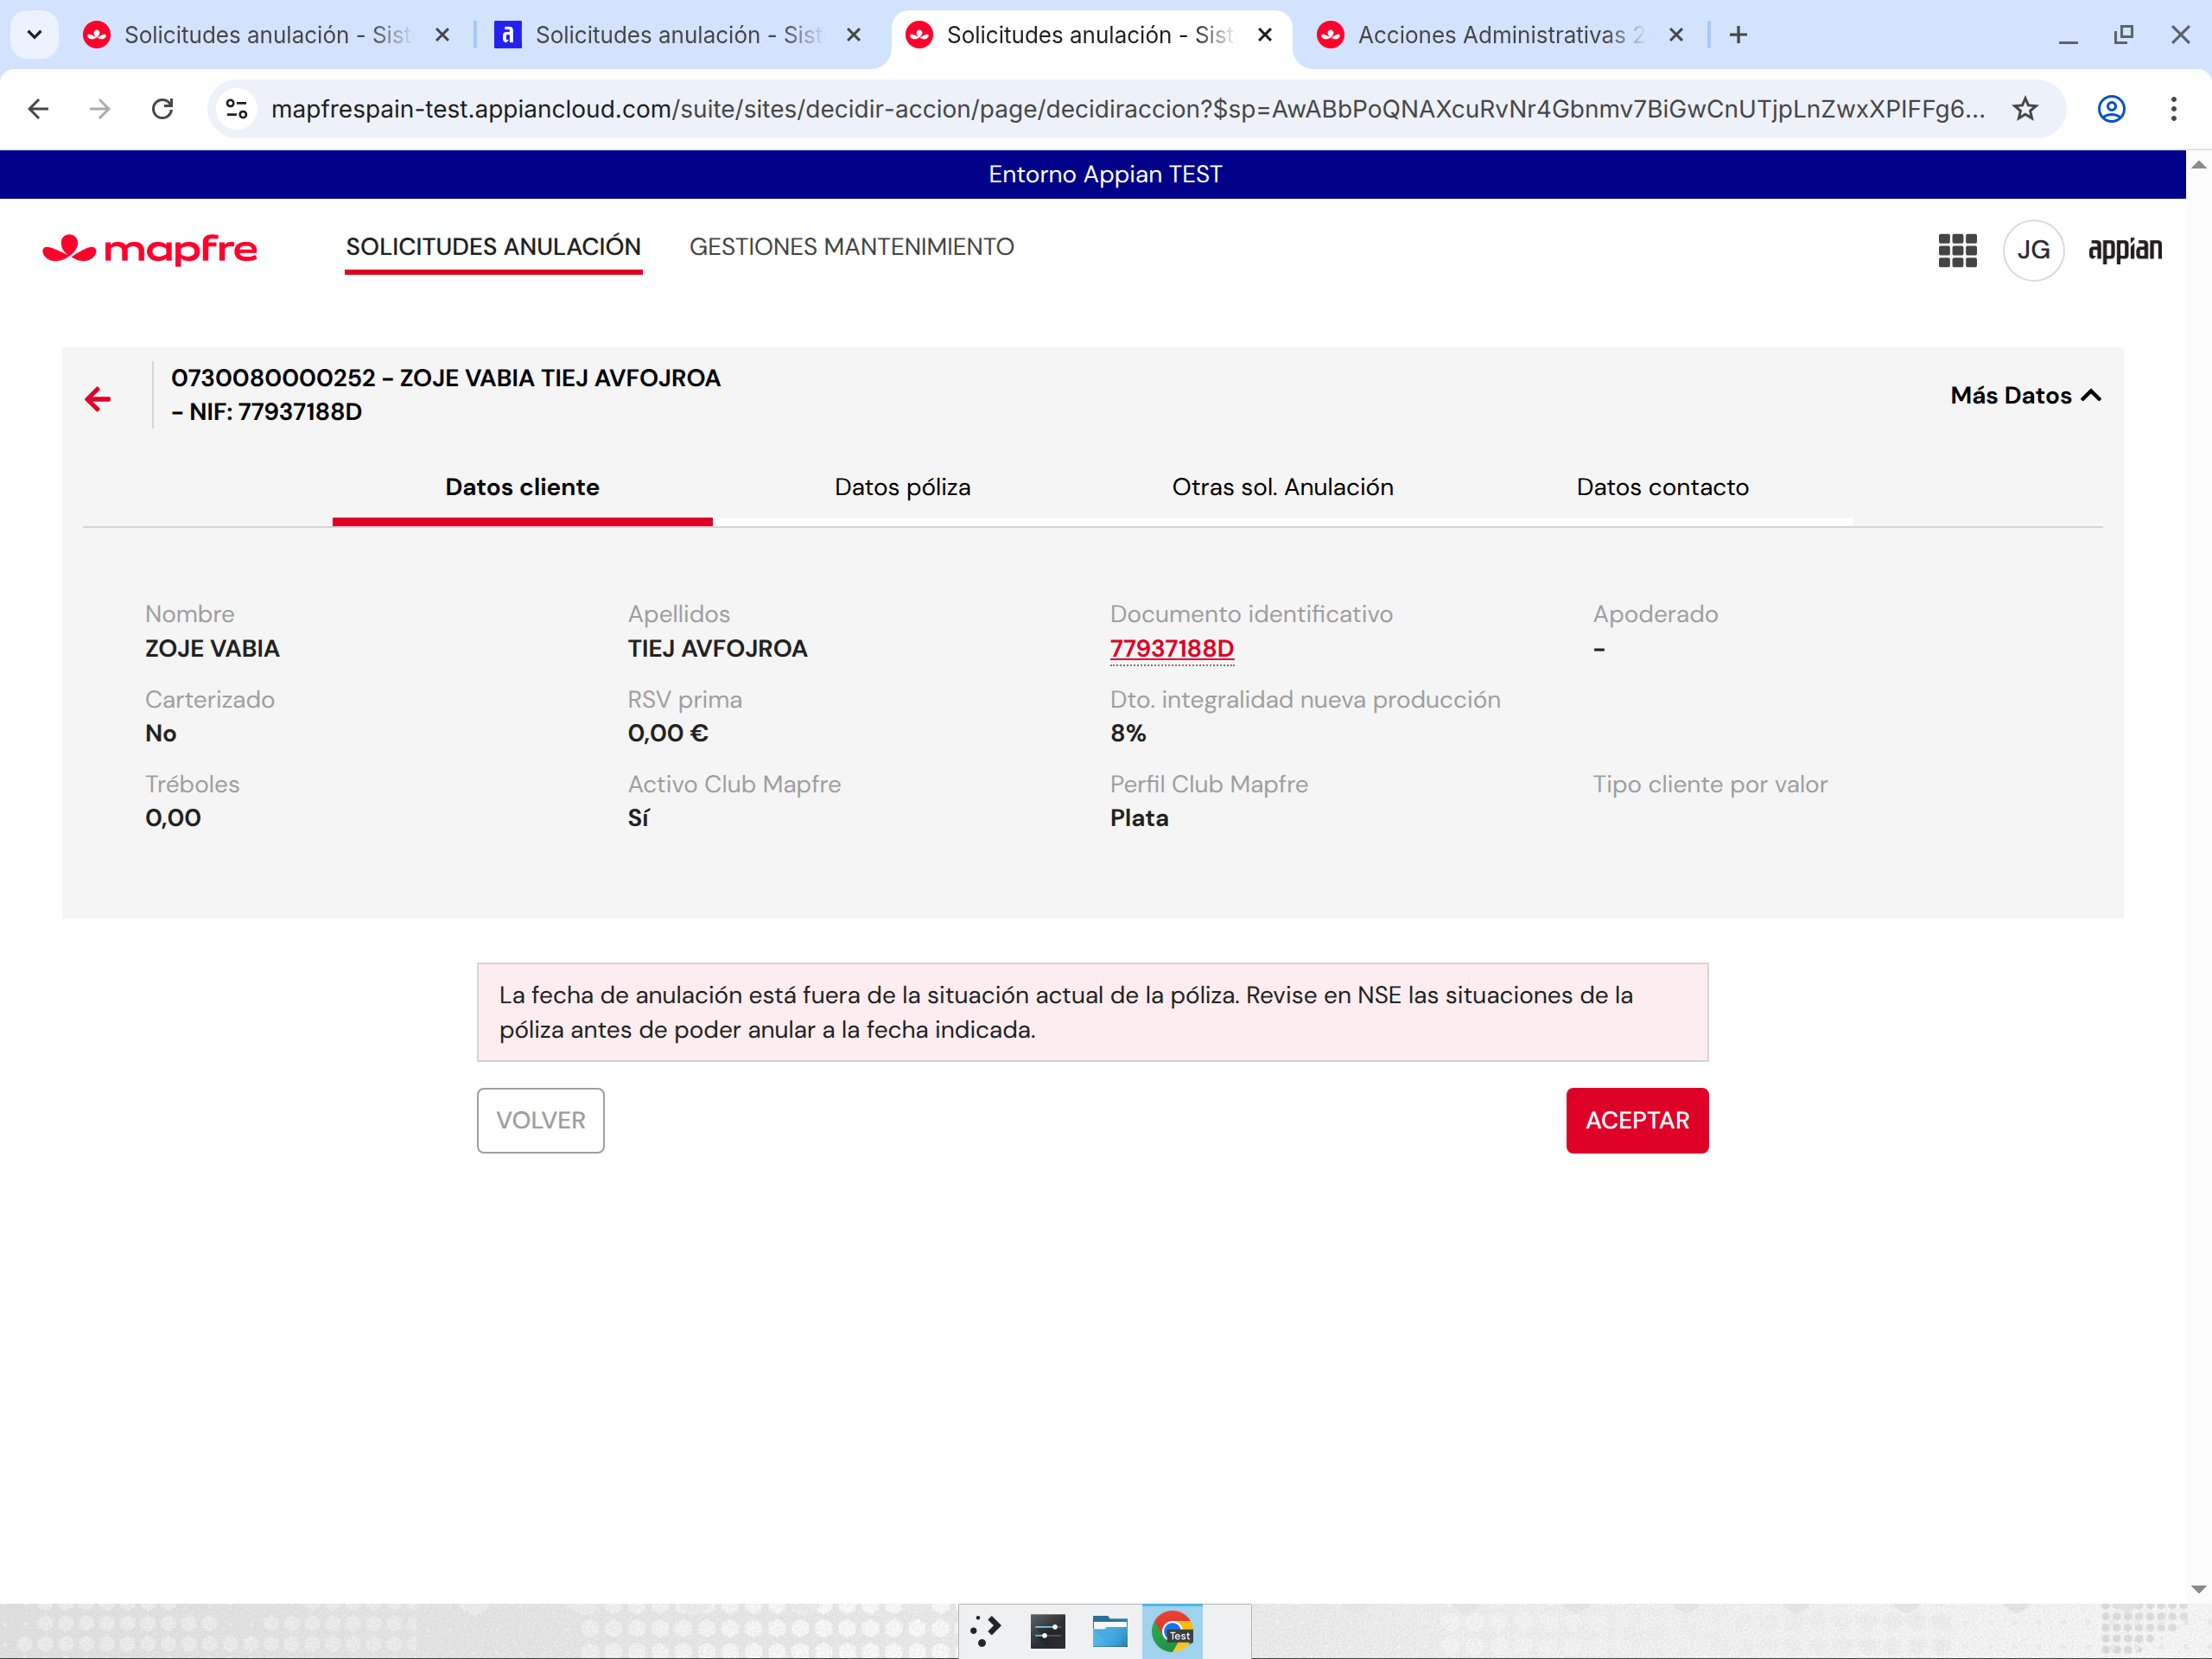 Solicitudes anulación - Sist
Solicitudes anulación - Sist
Solicitudes anulación - Sist
Acciones Administrativas 2
mapfrespain-test.appiancloud.com/suite/sites/decidir-accion/page/decidiraccion?$sp=AwABbPoQNAXcuRvNr4Gbnmv7BiGwCnUTjpLnZwxXPIFFg6...
Entorno Appian TEST
mapfre
SOLICITUDES ANULACIÓN
GESTIONES MANTENIMIENTO
JG
appian
0730080000252 - ZOJE VABIA TIEJ AVFOJROA
- NIF: 77937188D
Más Datos
Datos cliente
Datos póliza
Otras sol. Anulación
Datos contacto
Nombre
ZOJE VABIA
Apellidos
TIEJ AVFOJROA
Documento identificativo
77937188D
Apoderado
-
Carterizado
No
RSV prima
0,00 €
Dto. integralidad nueva producción
8%
Tréboles
0,00
Activo Club Mapfre
Sí
Perfil Club Mapfre
Plata
Tipo cliente por valor
La fecha de anulación está fuera de la situación actual de la póliza. Revise en NSE las situaciones de la
póliza antes de poder anular a la fecha indicada.
VOLVER
ACEPTAR
Test